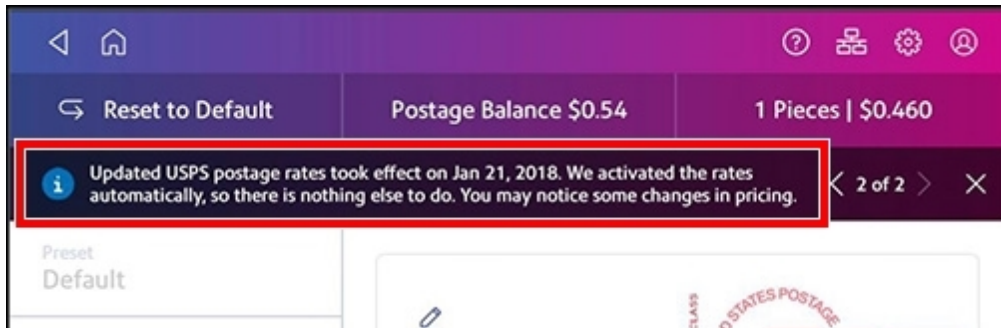 Reset to Default
Postage Balance $0.54
1 Pieces | $0.460
Updated USPS postage rates took effect on Jan 21, 2018. We activated the rates
automatically, so there is nothing else to do. You may notice some changes in pricing.
2 of 2
Preset
Default
STATES POSTAG